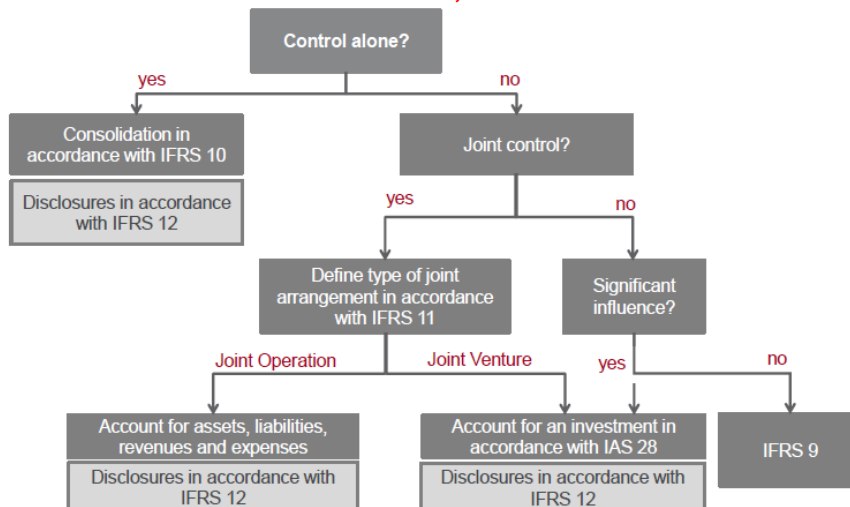 Control alone?
yes
no
Consolidation in
accordance with IFRS 10
Disclosures in accordance
with IFRS 12
Joint control?
yes
no
Define type of joint
arrangement in accordance
with IFRS 11
Significant
influence?
Joint Operation
Joint Venture
yes
no
Account for assets, liabilities,
revenues and expenses
Disclosures in accordance with
IFRS 12
Account for an investment in
accordance with IAS 28
Disclosures in accordance with
IFRS 12
IFRS 9